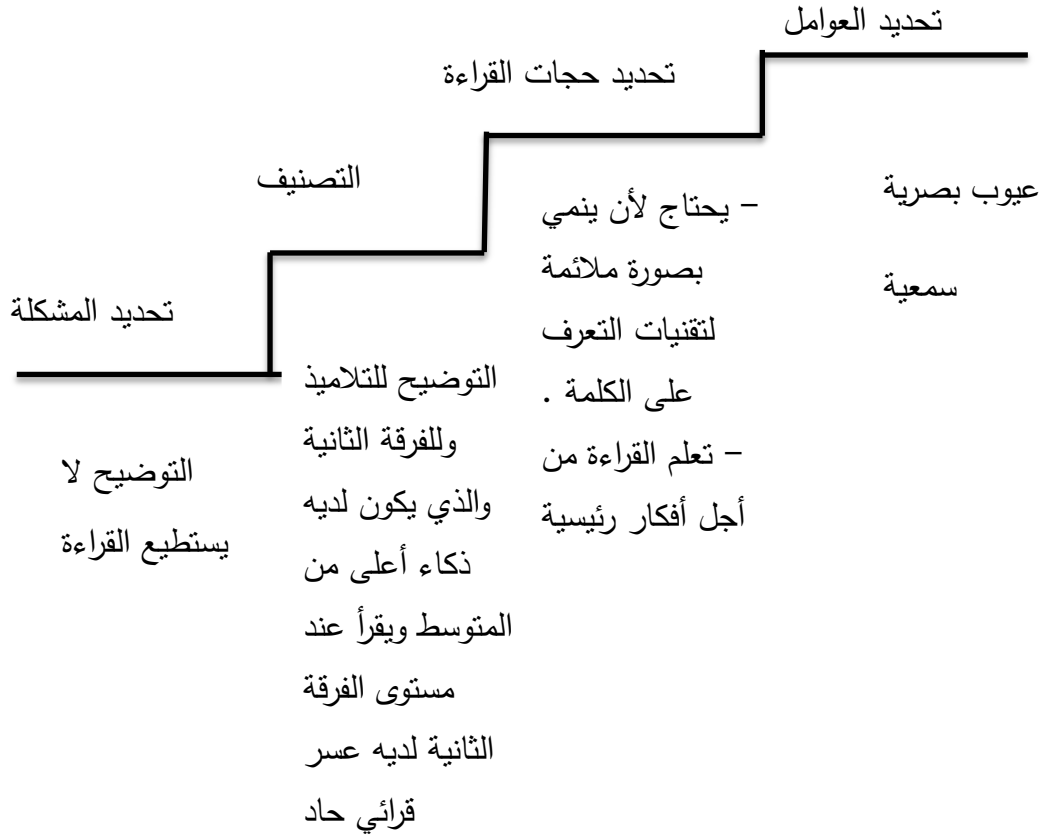 تحديد العوامل
تحديد حجات القراءة
التصنيف
تحديد المشكلة
عيوب بصرية
سمعية
– يحتاج لأن ينمي
بصورة ملائمة
لتقنيات التعرف
على الكلمة .
– تعلم القراءة من
أجل أفكار رئيسية
التوضيح للتلاميذ
وللفرقة الثانية
والذي يكون لديه
ذكاء أعلى من
المتوسط ويقرأ عند
مستوى الفرقة
الثانية لديه عسر
قرائي حاد
التوضيح لا
يستطيع القراءة